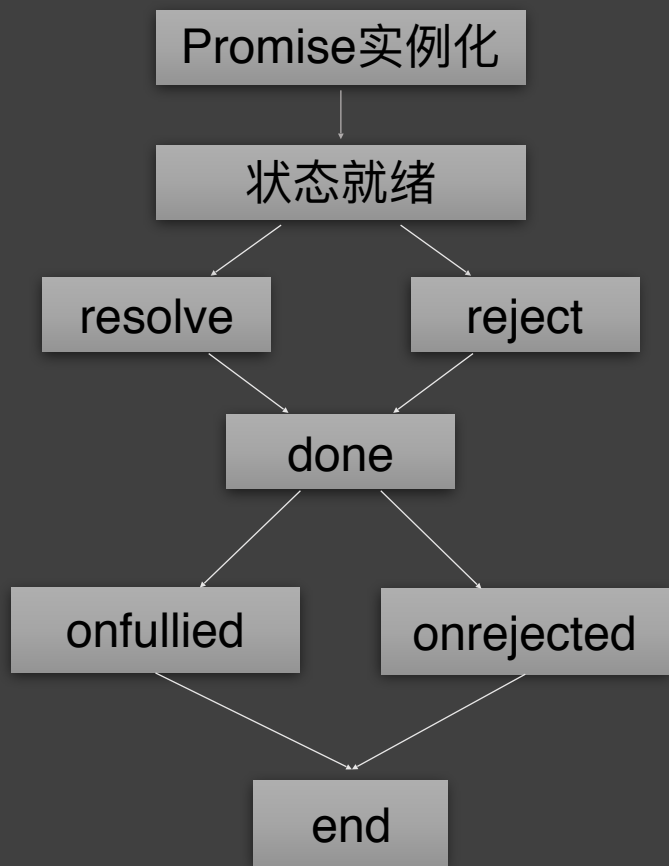 Promise实例化
状态就绪
resolve
reject
done
onfullied
onrejected
end